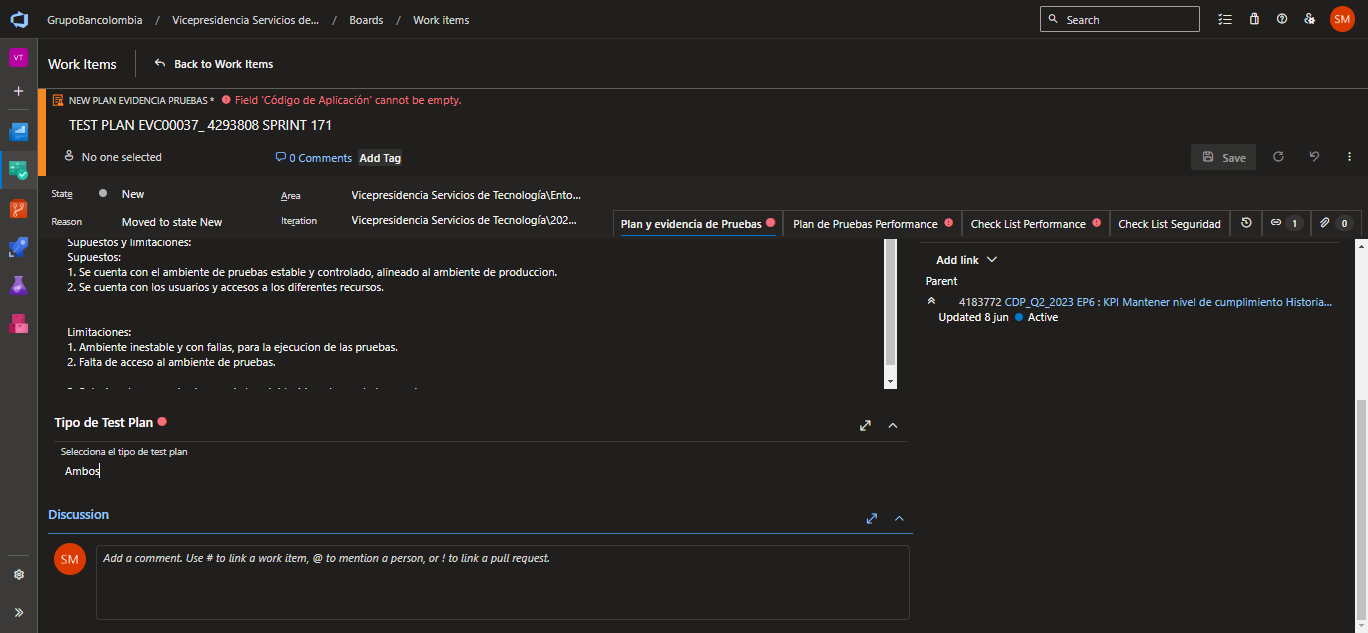 GrupoBancolombia / Vicepresidencia Servicios de... / Boards / Work items
Search
SM
VT
Work Items
Back to Work Items
NEW PLAN EVIDENCIA PRUEBAS * Field 'Código de Aplicación' cannot be empty.
TEST PLAN EVC00037_ 4293808 SPRINT 171
No one selected
0 Comments
Add Tag
Save
State
New
Area
Vicepresidencia Servicios de Tecnología\Ento...
Reason
Moved to state New
Iteration
Vicepresidencia Servicios de Tecnología\202...
Plan y evidencia de Pruebas
Plan de Pruebas Performance
Check List Performance
Check List Seguridad
1
0
Supuestos y limitaciones:
Supuestos:
1. Se cuenta con el ambiente de pruebas estable y controlado, alineado al ambiente de produccion.
2. Se cuenta con los usuarios y accesos a los diferentes recursos.
Limitaciones:
1. Ambiente inestable y con fallas, para la ejecucion de las pruebas.
2. Falta de acceso al ambiente de pruebas.
Add link
Parent
4183772 CDP_Q2_2023 EP6 : KPI Mantener nivel de cumplimiento Historia...
Updated 8 jun Active
Tipo de Test Plan
Selecciona el tipo de test plan
Ambos
Discussion
SM
Add a comment. Use # to link a work item, @ to mention a person, or ! to link a pull request.